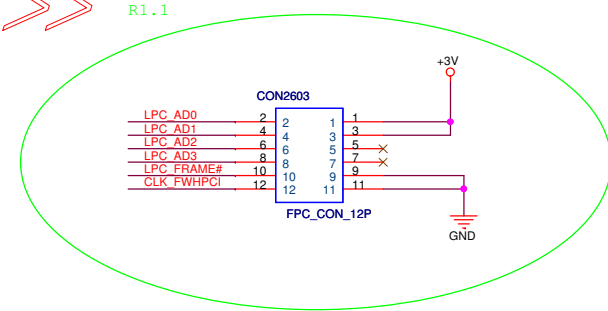 R1.1
+3V
CON2603
LPC_AD0 2 2 1 1
LPC_AD1 4 4 3 3
LPC_AD2 6 6 5 5
LPC_AD3 8 8 7 7
LPC_FRAME# 10 10 9 9
CLK_FWHPCI 12 12 11 11
FPC_CON_12P
GND